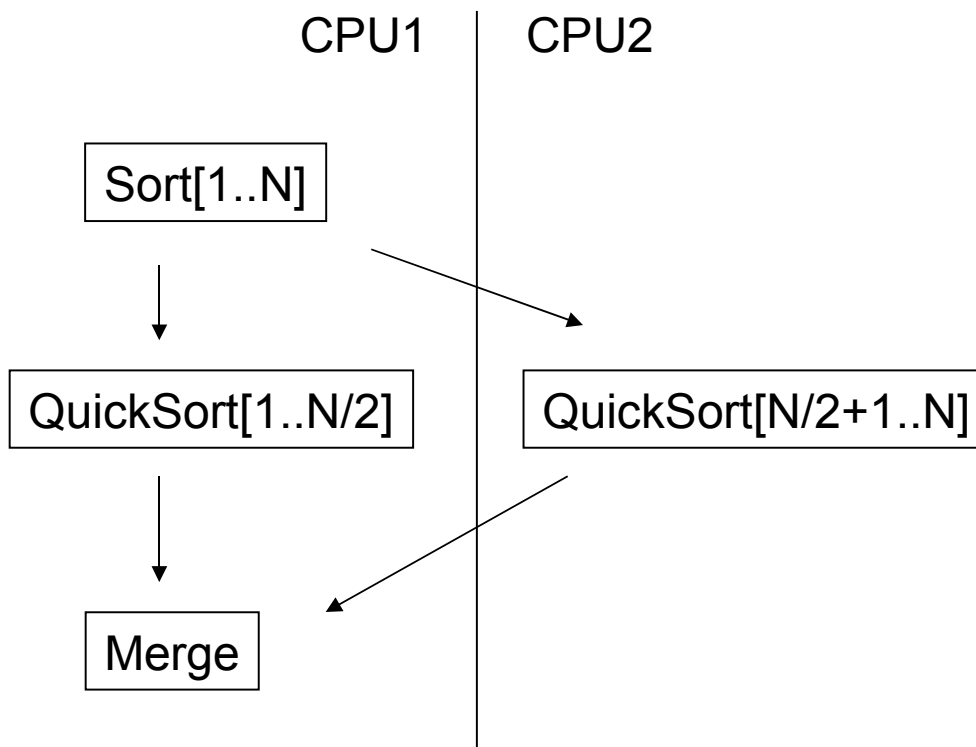 CPU1
CPU2
Sort[1..N]
QuickSort[1..N/2]
QuickSort[N/2+1..N]
Merge